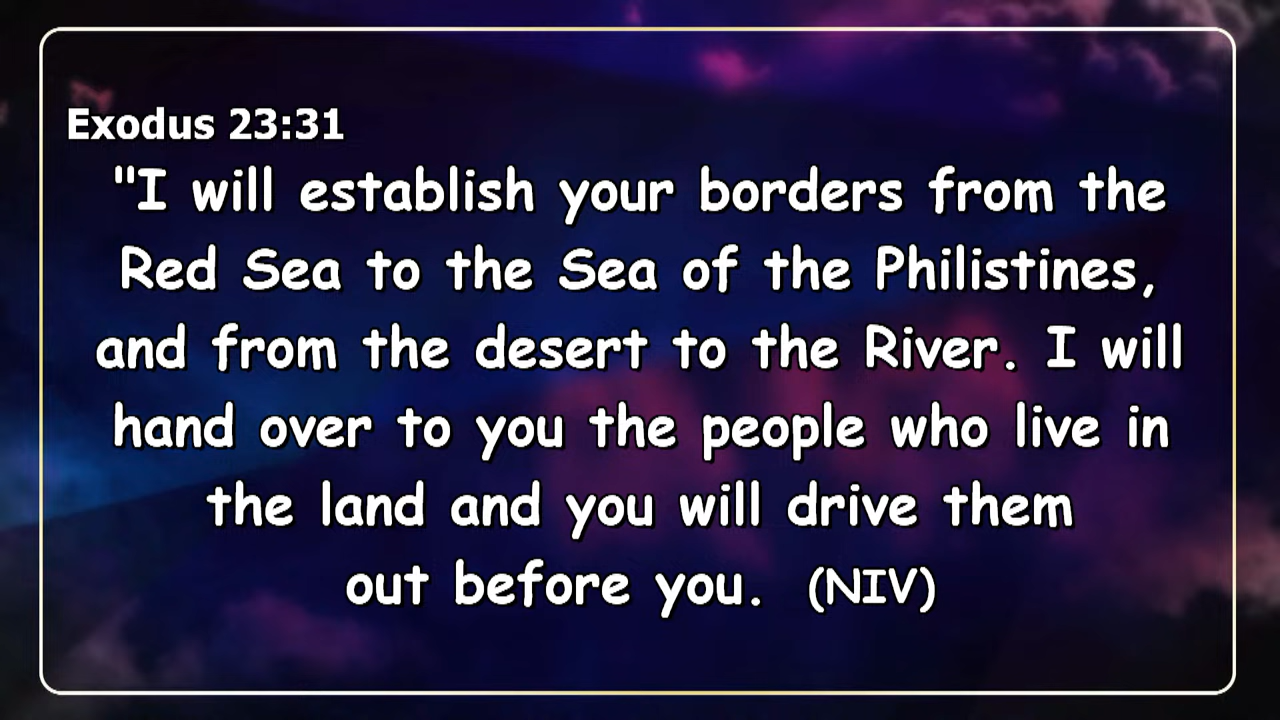 Exodus 23:31
"I will establish your borders from the
Red Sea to the Sea of the Philistines,
and from the desert to the River. I will
hand over to you the people who live in
the land and you will drive them
out before you. (NIV)